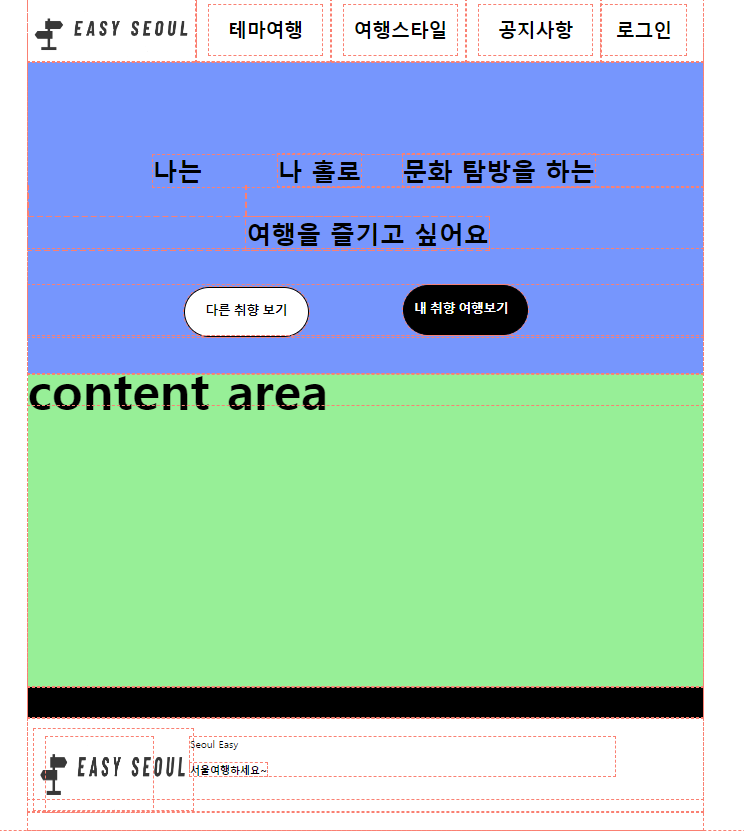 EASY SEOUL 테마여행 여행스타일 공지사항 로그인
나는 나 홀로 문화 탐방을 하는
여행을 즐기고 싶어요
다른 취향 보기 내 취향 여행보기
content area
EASY SEOUL
Seoul Easy
서울여행하세요~